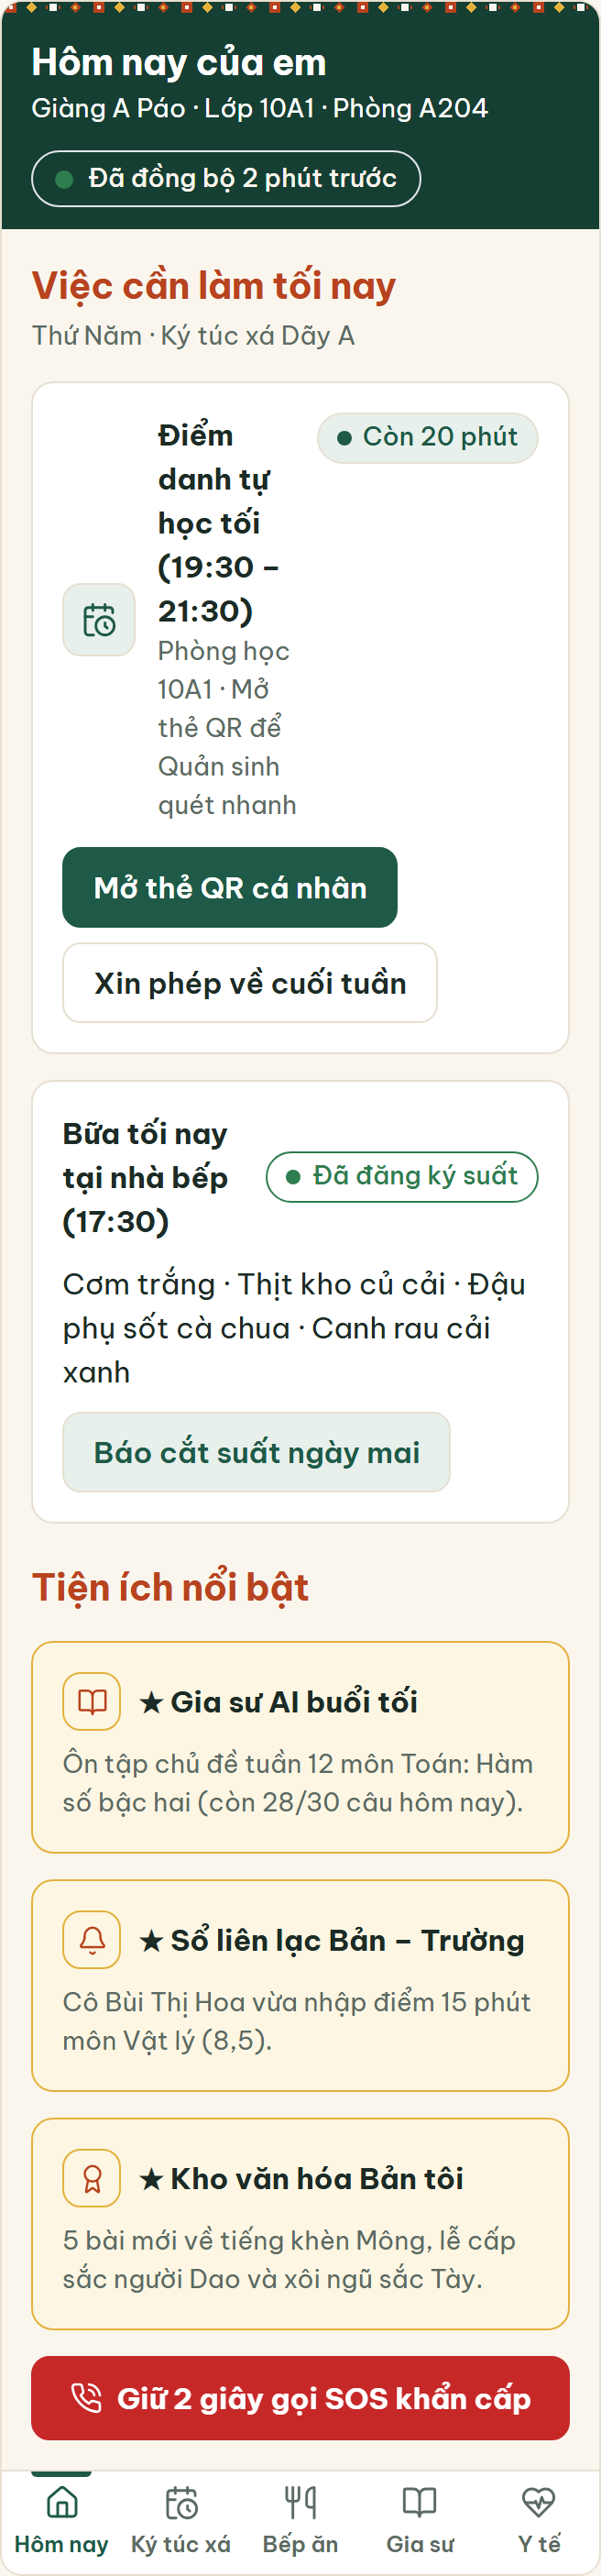 Hôm nay của em
Giàng A Páo · Lớp 10A1 · Phòng A204
Đã đồng bộ 2 phút trước
Việc cần làm tối nay
Thứ Năm · Ký túc xá Dãy A
Điểm
danh tự
học tối
(19:30 –
21:30)
Còn 20 phút
Phòng học
10A1 · Mở
thẻ QR để
Quản sinh
quét nhanh
Mở thẻ QR cá nhân
Xin phép về cuối tuần
Bữa tối nay
tại nhà bếp
(17:30)
Đã đăng ký suất
Cơm trắng · Thịt kho củ cải · Đậu
phụ sốt cà chua · Canh rau cải
xanh
Báo cắt suất ngày mai
Tiện ích nổi bật
★ Gia sư AI buổi tối
Ôn tập chủ đề tuần 12 môn Toán: Hàm
số bậc hai (còn 28/30 câu hôm nay).
★ Sổ liên lạc Bản – Trường
Cô Bùi Thị Hoa vừa nhập điểm 15 phút
môn Vật lý (8,5).
★ Kho văn hóa Bản tôi
5 bài mới về tiếng khèn Mông, lễ cấp
sắc người Dao và xôi ngũ sắc Tày.
Giữ 2 giây gọi SOS khẩn cấp
Hôm nay
Ký túc xá
Bếp ăn
Gia sư
Y tế